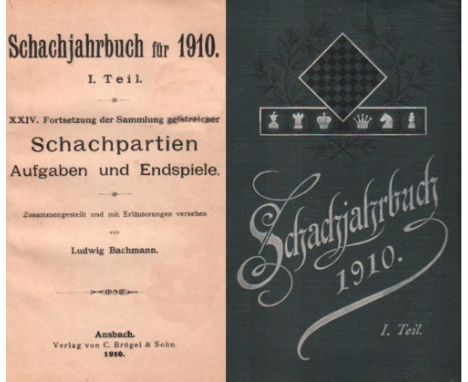 Schachjahrbuch für 1910.
I. Teil.
XXIV. Fortsetzung der Sammlung geistreicher
Schachpartien
Aufgaben und Endspiele.
Zusammengestellt und mit Erläuterungen versehen
von
Ludwig Bachmann.
Ansbach.
Verlag von C. Brügel & Sohn.
1910.
Schachjahrbuch
1910.
I. Teil.